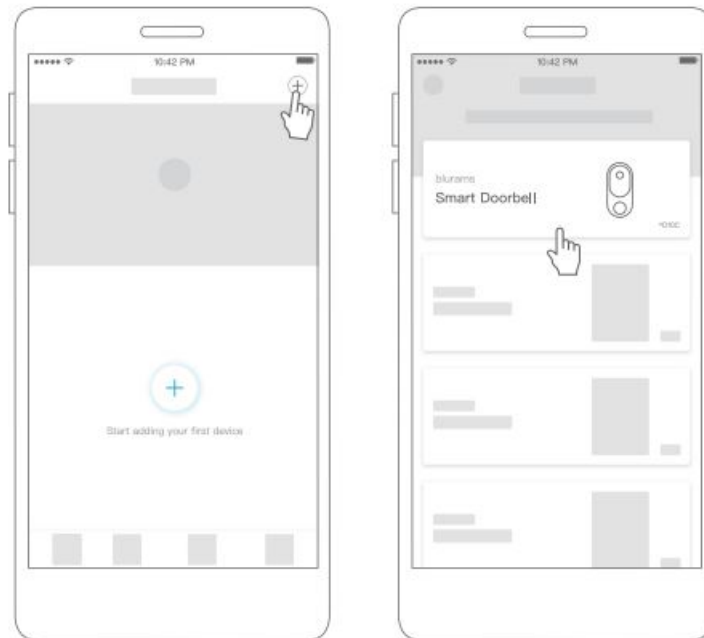 10:42 PM
Start adding your first device
10:42 PM
blurams
Smart Doorbell